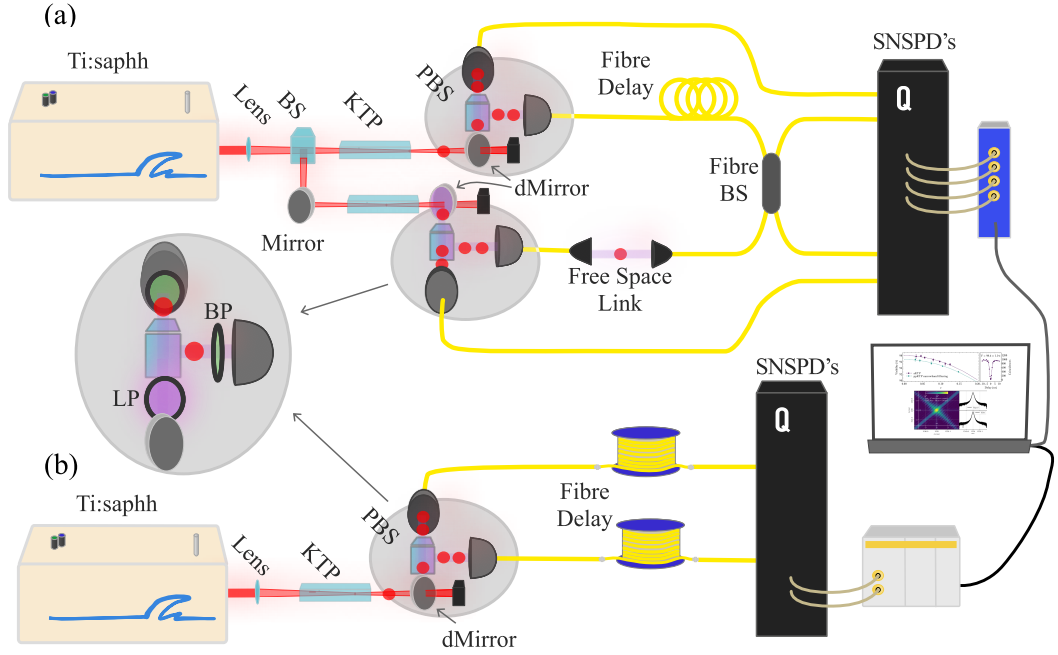 (a)
Ti:saphh
Lens
BS
KTP
PBS
dMirror
Mirror
Fibre
Delay
Fibre
BS
Free Space
Link
SNSPD's
Q
BP
LP
SNSPD's
Q
(b)
Ti:saphh
Lens
KTP
PBS
dMirror
Fibre
Delay